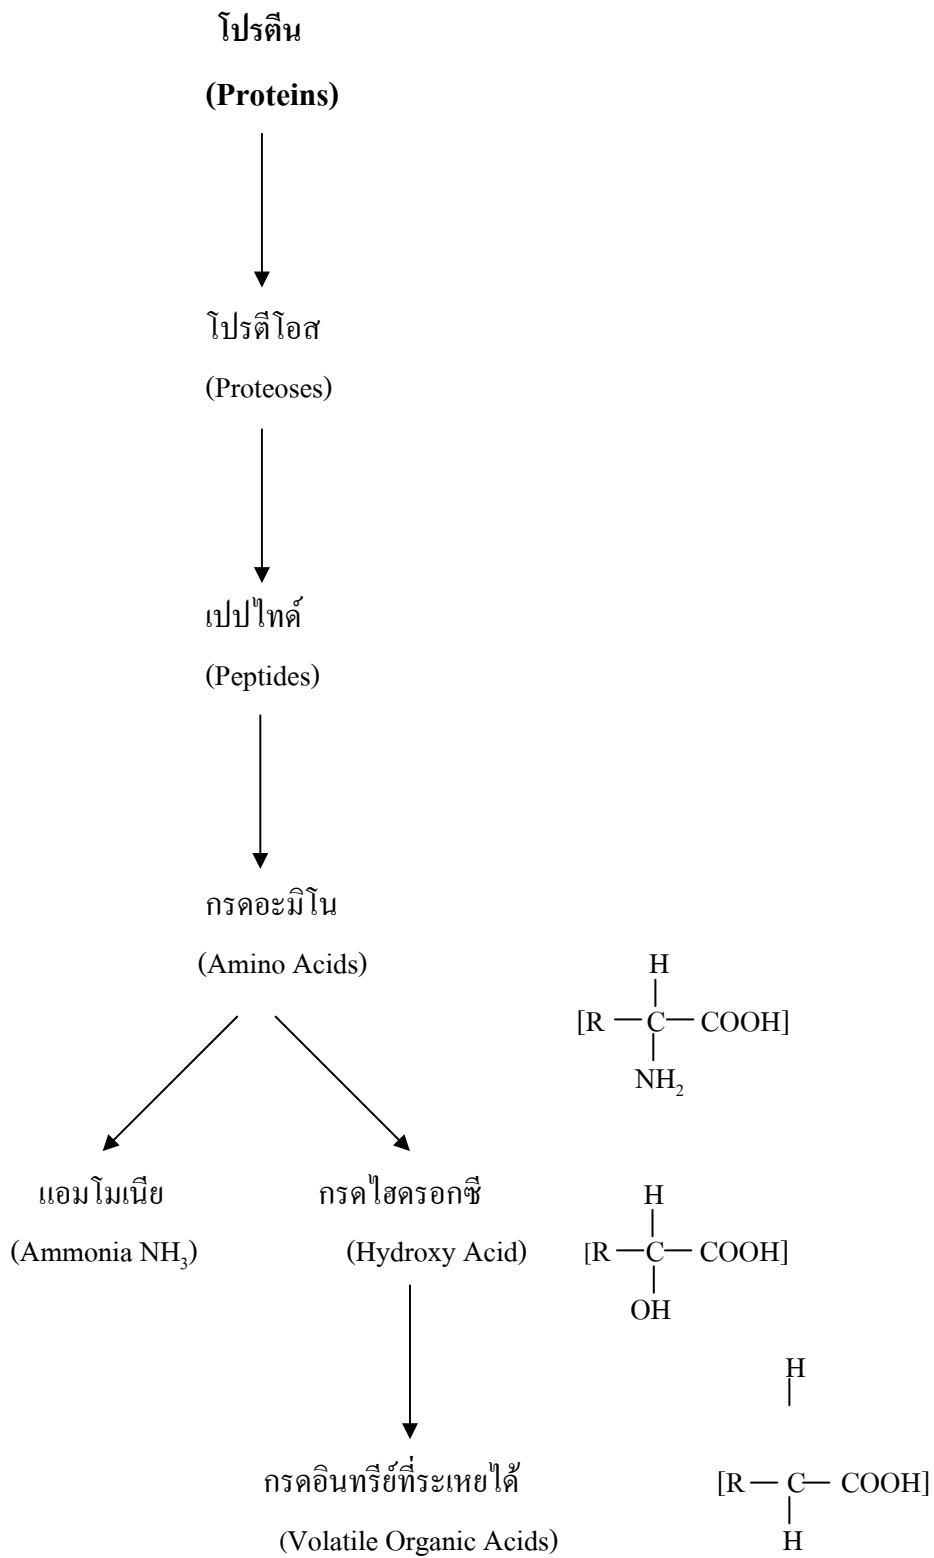 โปรตีน
(Proteins)
โปรตีโอส
(Proteoses)
เปปไทด์
(Peptides)
กรดอะมิโน
(Amino Acids)
H
[R — C — COOH]
NH₂
แอมโมเนีย
(Ammonia NH₃)
กรดไฮดรอกซี
(Hydroxy Acid)
H
[R — C — COOH]
OH
H
กรดอินทรีย์ที่ระเหยได้
(Volatile Organic Acids)
[R — C — COOH]
H